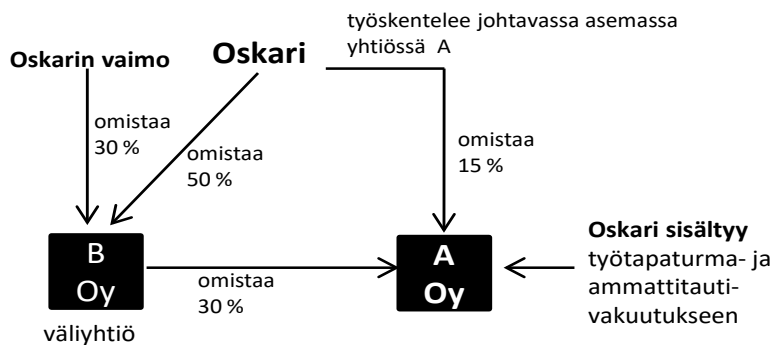 työskentelee johtavassa asemassa
yhtiössä A
Oskarin vaimo
Oskari
omistaa
30 %
omistaa
50 %
omistaa
15 %
B
Oy
väliyhtiö
omistaa
30 %
A
Oy
Oskari sisältyy
työtapaturma- ja
ammattitauti-
vakuutukseen